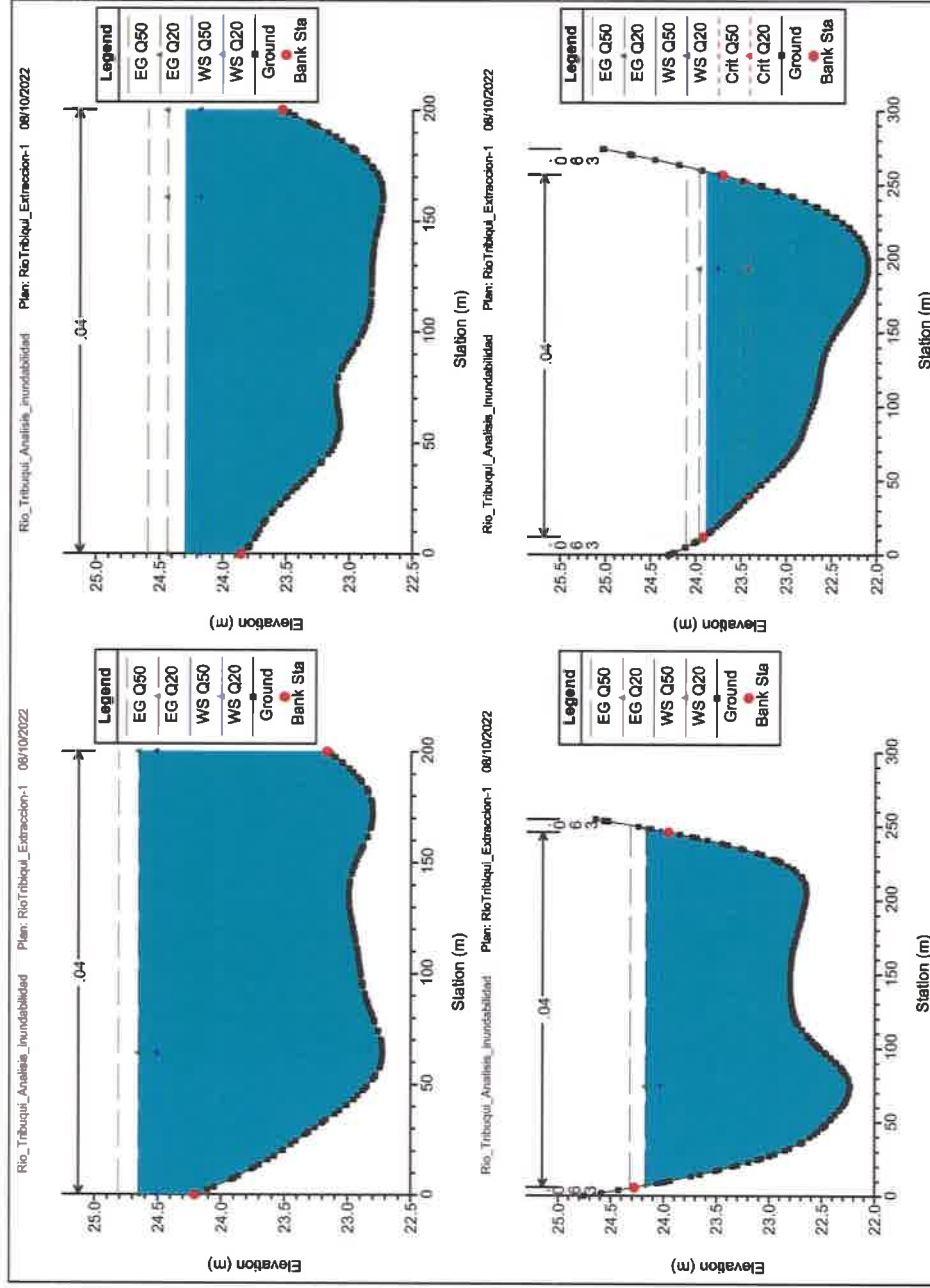 Rio_Tribuqui_Analisis_inundabilidad Plan: RioTribiqui_Extraccion-1 08/10/2022
.04
Elevation (m)
25.0
24.5
24.0
23.5
23.0
22.5
0
50
100
150
200
Station (m)
Legend
EG Q50
EG Q20
WS Q50
WS Q20
Ground
Bank Sta
Rio_Tribuqui_Analisis_inundabilidad Plan: RioTribiqui_Extraccion-1 08/10/2022
.04
Elevation (m)
25.0
24.5
24.0
23.5
23.0
22.5
0
50
100
150
200
Station (m)
Legend
EG Q50
EG Q20
WS Q50
WS Q20
Ground
Bank Sta
Rio_Tribuqui_Analisis_inundabilidad Plan: RioTribiqui_Extraccion-1 08/10/2022
.063
.04
.063
Elevation (m)
25.0
24.5
24.0
23.5
23.0
22.5
22.0
0
50
100
150
200
250
300
Station (m)
Legend
EG Q50
EG Q20
WS Q50
WS Q20
Ground
Bank Sta
Rio_Tribuqui_Analisis_inundabilidad Plan: RioTribiqui_Extraccion-1 08/10/2022
.063
.04
.063
Elevation (m)
25.5
25.0
24.5
24.0
23.5
23.0
22.5
22.0
0
50
100
150
200
250
300
Station (m)
Legend
EG Q50
EG Q20
WS Q50
WS Q20
Crit Q50
Crit Q20
Ground
Bank Sta